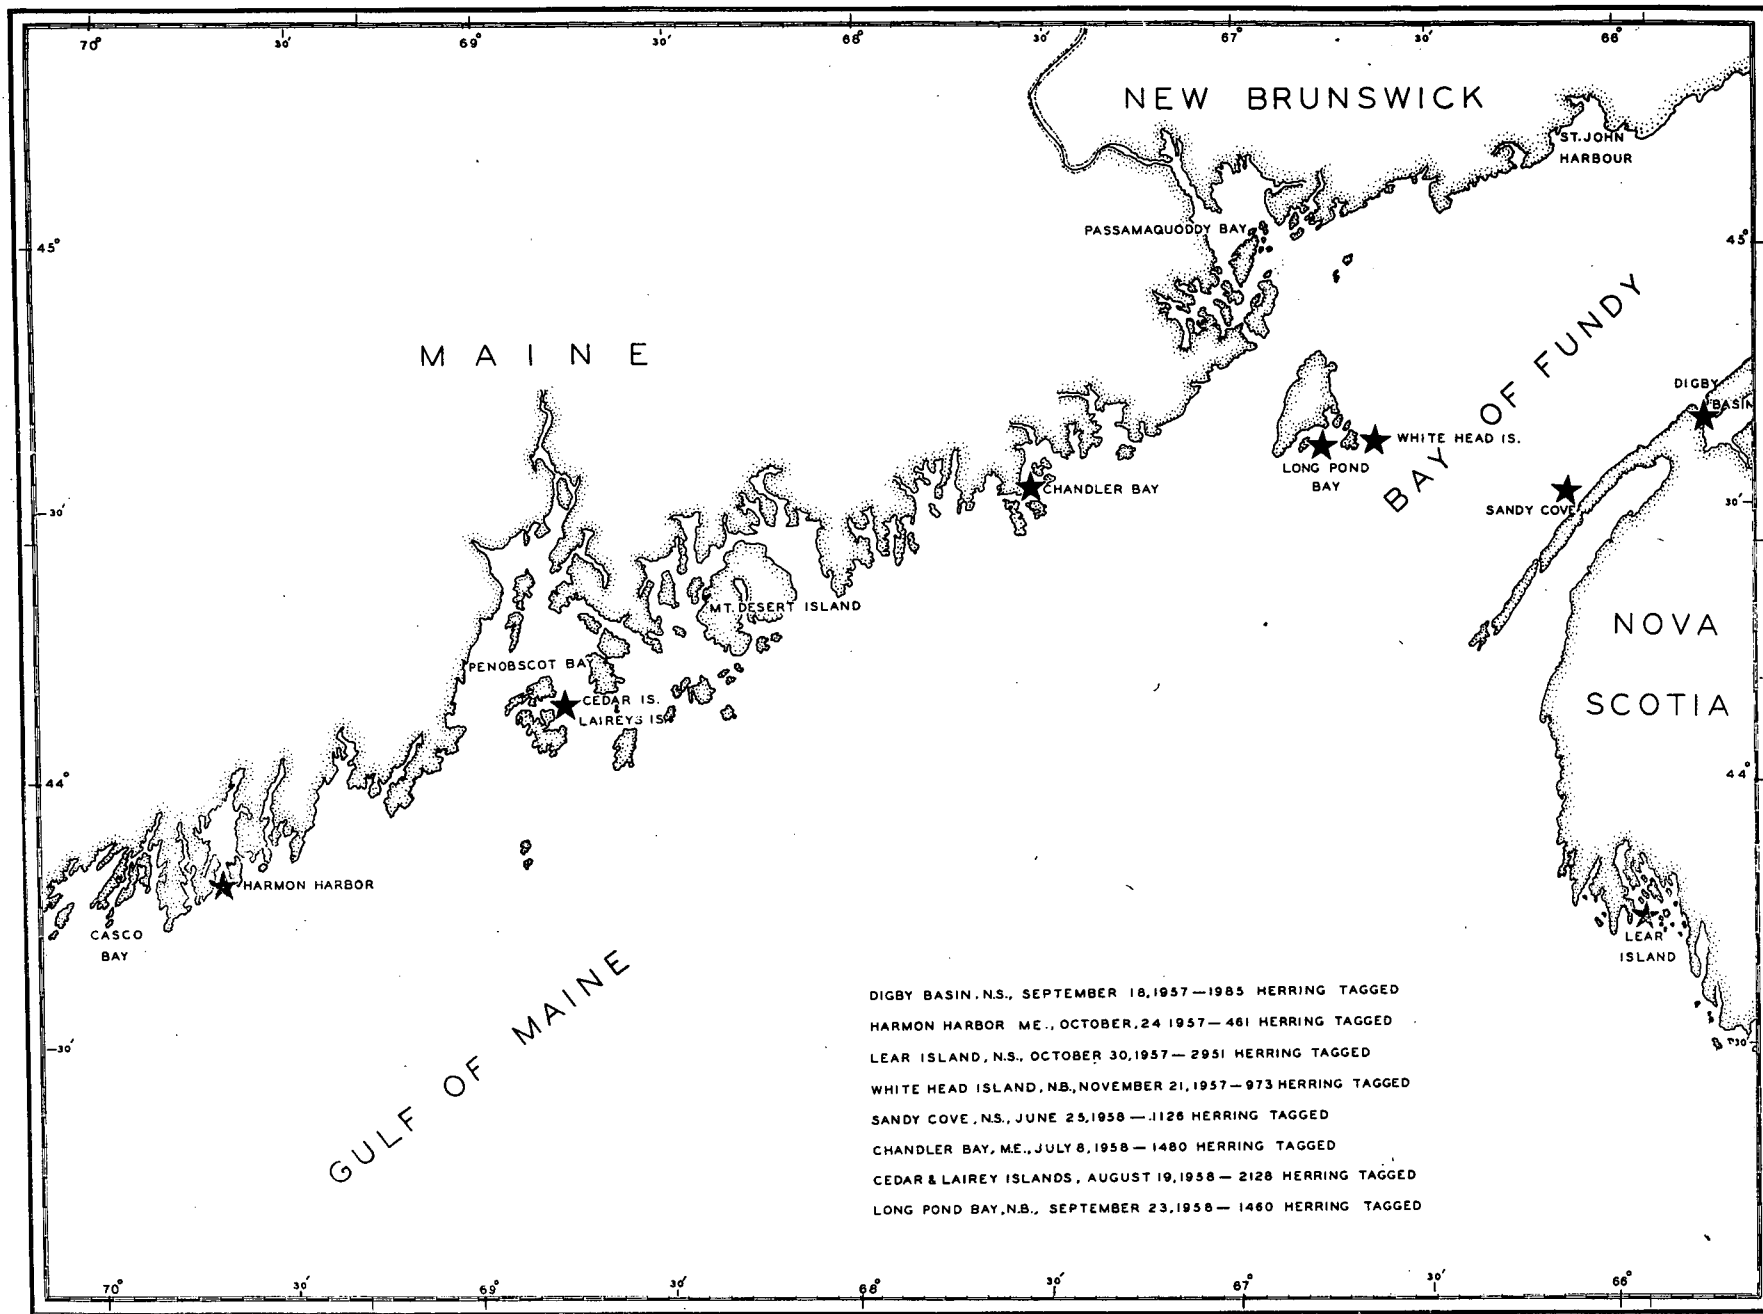 70° 30' 69° 30' 68° 30' 67° 30' 66°
NEW BRUNSWICK
ST. JOHN
HARBOUR
PASSAMAQUODDY BAY
45° 45°
BAY OF FUNDY
MAINE
DIGBY
BASIN
WHITE HEAD IS.
LONG POND
BAY
CHANDLER BAY
SANDY COVE
30' 30'
MT. DESERT ISLAND
NOVA
SCOTIA
PENOBSCOT BAY
CEDAR IS.
LAIREYS IS.
44° 44°
HARMON HARBOR
CASCO
BAY
LEAR
ISLAND
GULF OF MAINE
30' 30'
DIGBY BASIN, N.S., SEPTEMBER 18, 1957—1985 HERRING TAGGED
HARMON HARBOR ME., OCTOBER, 24 1957—461 HERRING TAGGED
LEAR ISLAND, N.S., OCTOBER 30, 1957—2951 HERRING TAGGED
WHITE HEAD ISLAND, N.B., NOVEMBER 21, 1957—973 HERRING TAGGED
SANDY COVE, N.S., JUNE 25, 1958—1126 HERRING TAGGED
CHANDLER BAY, M.E., JULY 8, 1958—1480 HERRING TAGGED
CEDAR & LAIREY ISLANDS, AUGUST 19, 1958—2128 HERRING TAGGED
LONG POND BAY, N.B., SEPTEMBER 23, 1958—1460 HERRING TAGGED
70° 30' 69° 30' 68° 30' 67° 30' 66°